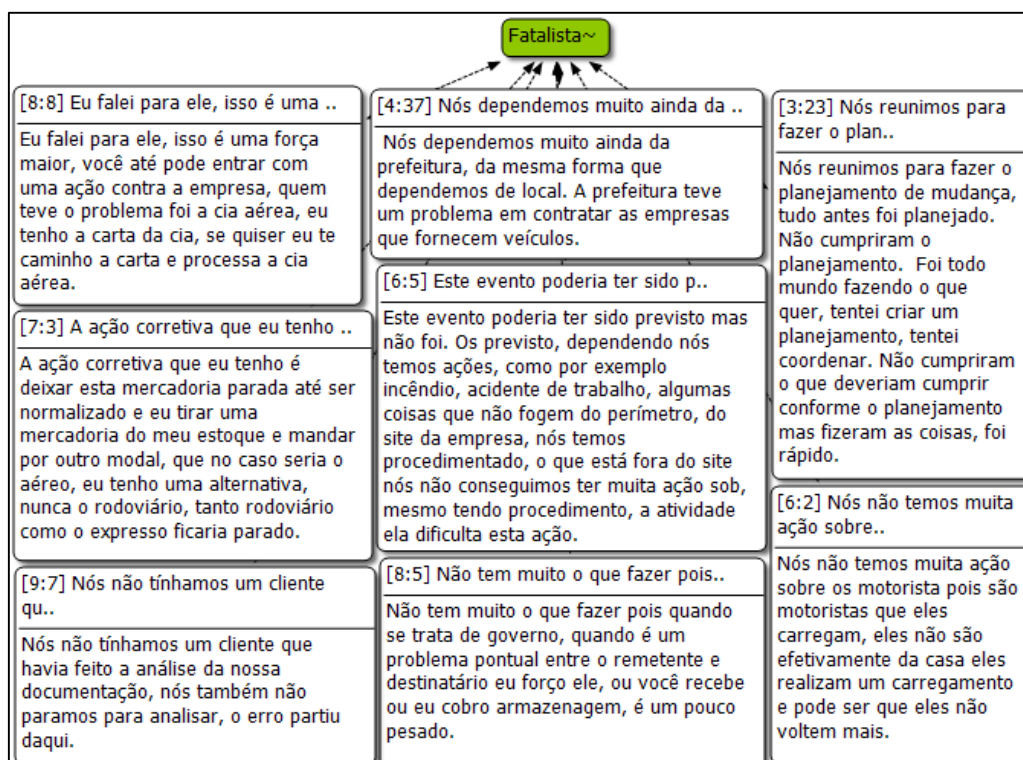 Fatalista~
[8:8] Eu falei para ele, isso é uma ..
Eu falei para ele, isso é uma força
maior, você até pode entrar com
uma ação contra a empresa, quem
teve o problema foi a cia aérea, eu
tenho a carta da cia, se quiser eu te
caminho a carta e processa a cia
aérea.
[7:3] A ação corretiva que eu tenho ..
A ação corretiva que eu tenho é
deixar esta mercadoria parada até ser
normalizado e eu tirar uma
mercadoria do meu estoque e mandar
por outro modal, que no caso seria o
aéreo, eu tenho uma alternativa,
nunca o rodoviário, tanto rodoviário
como o expresso ficaria parado.
[9:7] Nós não tínhamos um cliente
qu..
Nós não tínhamos um cliente que
havia feito a análise da nossa
documentação, nós também não
paramos para analisar, o erro partiu
daqui.
[4:37] Nós dependemos muito ainda da ..
Nós dependemos muito ainda da
prefeitura, da mesma forma que
dependemos de local. A prefeitura teve
um problema em contratar as empresas
que fornecem veículos.
[6:5] Este evento poderia ter sido p..
Este evento poderia ter sido previsto mas
não foi. Os previsto, dependendo nós
temos ações, como por exemplo
incêndio, acidente de trabalho, algumas
coisas que não fogem do perímetro, do
site da empresa, nós temos
procedimentado, o que está fora do site
nós não conseguimos ter muita ação sob,
mesmo tendo procedimento, a atividade
ela dificulta esta ação.
[8:5] Não tem muito o que fazer pois..
Não tem muito o que fazer pois quando
se trata de governo, quando é um
problema pontual entre o remetente e
destinatário eu forço ele, ou você recebe
ou eu cobro armazenagem, é um pouco
pesado.
[3:23] Nós reunimos para
fazer o plan..
Nós reunimos para fazer o
planejamento de mudança,
tudo antes foi planejado.
Não cumpriram o
planejamento. Foi todo
mundo fazendo o que
quer, tentei criar um
planejamento, tentei
coordenar. Não cumpriram
o que deveriam cumprir
conforme o planejamento
mas fizeram as coisas, foi
rápido.
[6:2] Nós não temos muita
ação sobre..
Nós não temos muita ação
sobre os motorista pois são
motoristas que eles
carregam, eles não são
efetivamente da casa eles
realizam um carregamento
e pode ser que eles não
voltem mais.